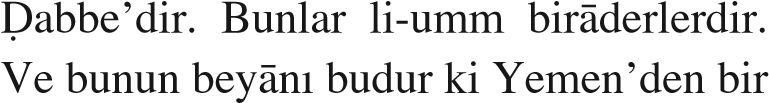 Ḍabbe’dir. Bunlar li-umm birāderlerdir.
Ve bunun beyānı budur ki Yemen’den bir